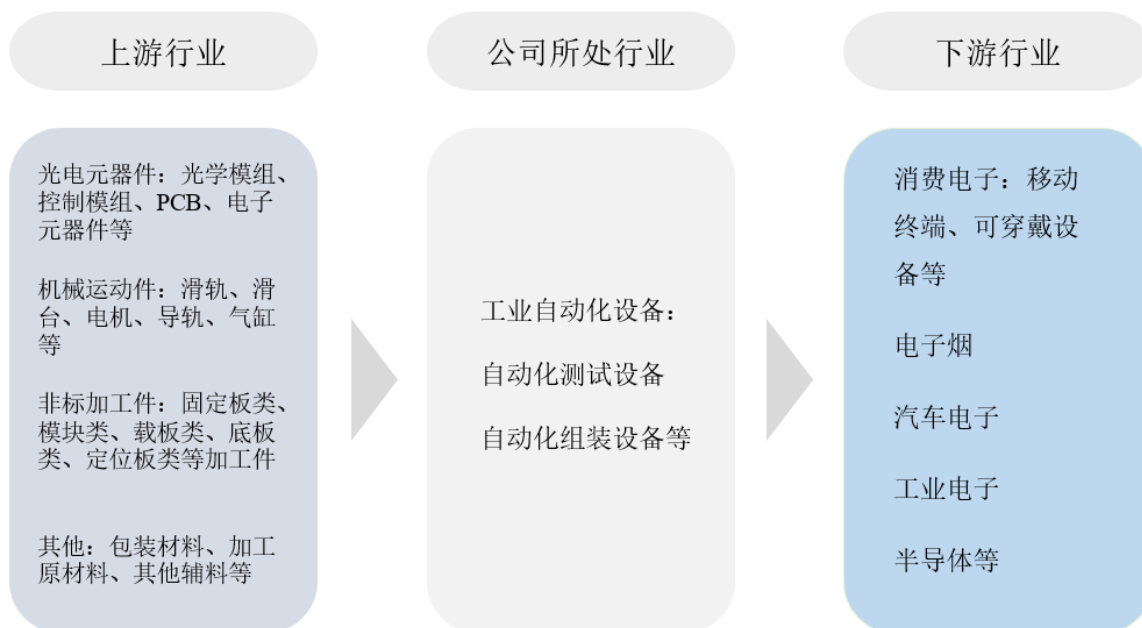 上游行业
公司所处行业
下游行业
光电元器件：光学模组、
控制模组、PCB、电子
元器件等
机械运动件：滑轨、滑
台、电机、导轨、气缸
等
非标加工件：固定板类、
模块类、载板类、底板
类、定位板类等加工件
其他：包装材料、加工
原材料、其他辅料等
工业自动化设备：
自动化测试设备
自动化组装设备等
消费电子：移动
终端、可穿戴设
备等
电子烟
汽车电子
工业电子
半导体等